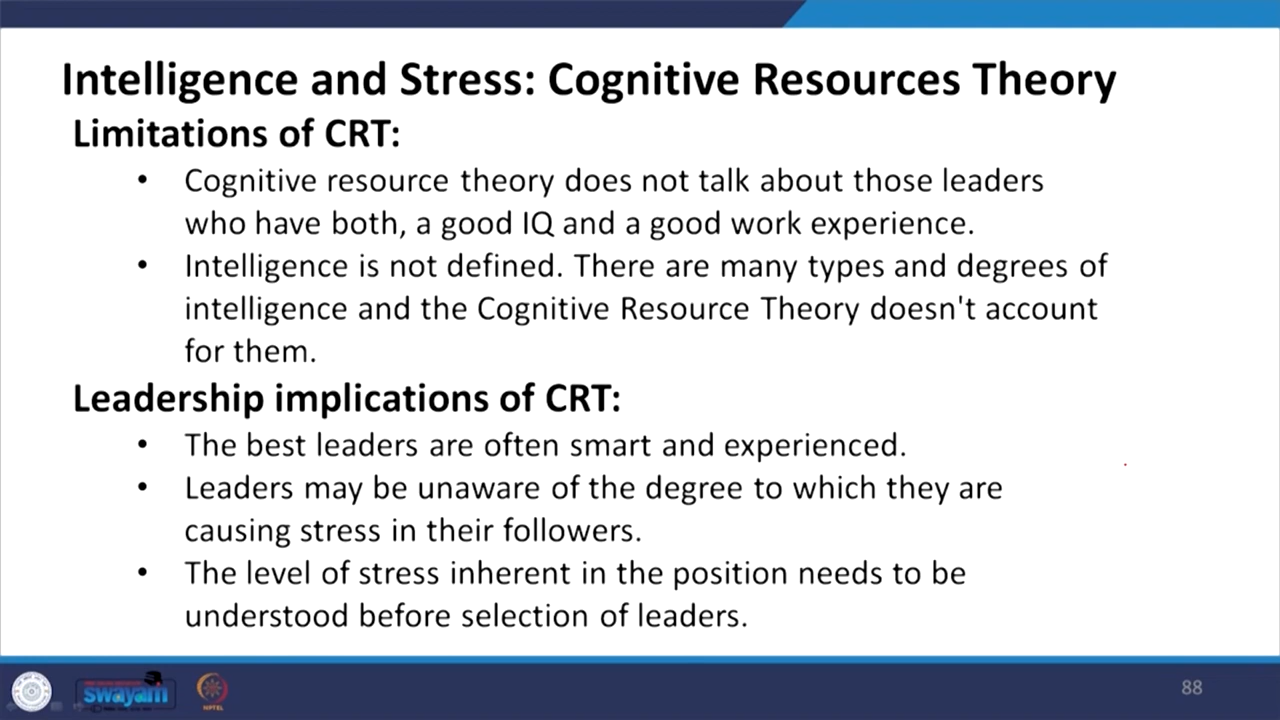 Intelligence and Stress: Cognitive Resources Theory
Limitations of CRT:
• Cognitive resource theory does not talk about those leaders
who have both, a good IQ and a good work experience.
• Intelligence is not defined. There are many types and degrees of
intelligence and the Cognitive Resource Theory doesn't account
for them.
Leadership implications of CRT:
• The best leaders are often smart and experienced.
• Leaders may be unaware of the degree to which they are
causing stress in their followers.
• The level of stress inherent in the position needs to be
understood before selection of leaders.
swayam
NPTEL
88